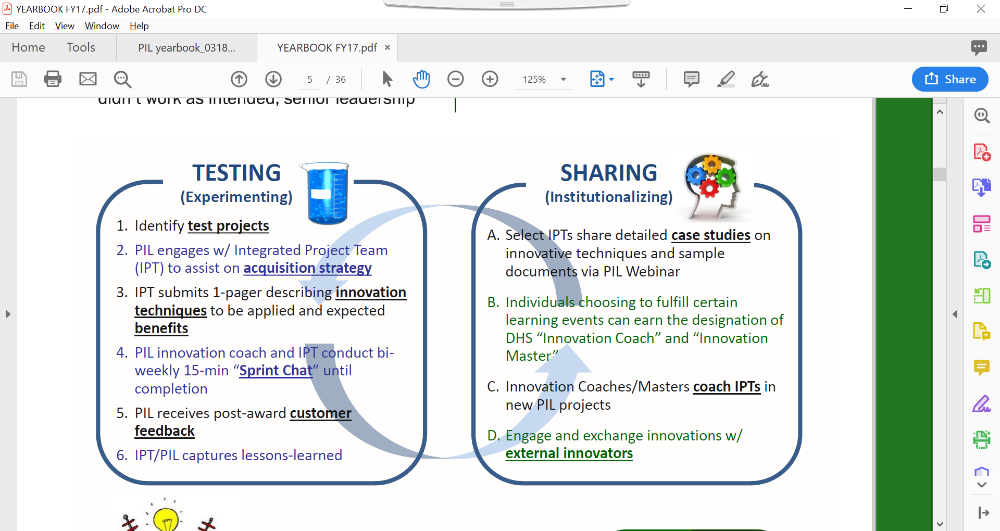 YEARBOOK FY17.pdf - Adobe Acrobat Pro DC
File Edit View Window Help
Home Tools PIL yearbook_0318... YEARBOOK FY17.pdf ×
5 / 36 125% Share
didn't work as intended, senior leadership
TESTING
(Experimenting)
1. Identify test projects
2. PIL engages w/ Integrated Project Team
(IPT) to assist on acquisition strategy
3. IPT submits 1-pager describing innovation
techniques to be applied and expected
benefits
4. PIL innovation coach and IPT conduct bi-
weekly 15-min “Sprint Chat” until
completion
5. PIL receives post-award customer
feedback
6. IPT/PIL captures lessons-learned
SHARING
(Institutionalizing)
A. Select IPTs share detailed case studies on
innovative techniques and sample
documents via PIL Webinar
B. Individuals choosing to fulfill certain
learning events can earn the designation of
DHS “Innovation Coach” and “Innovation
Master”
C. Innovation Coaches/Masters coach IPTs in
new PIL projects
D. Engage and exchange innovations w/
external innovators